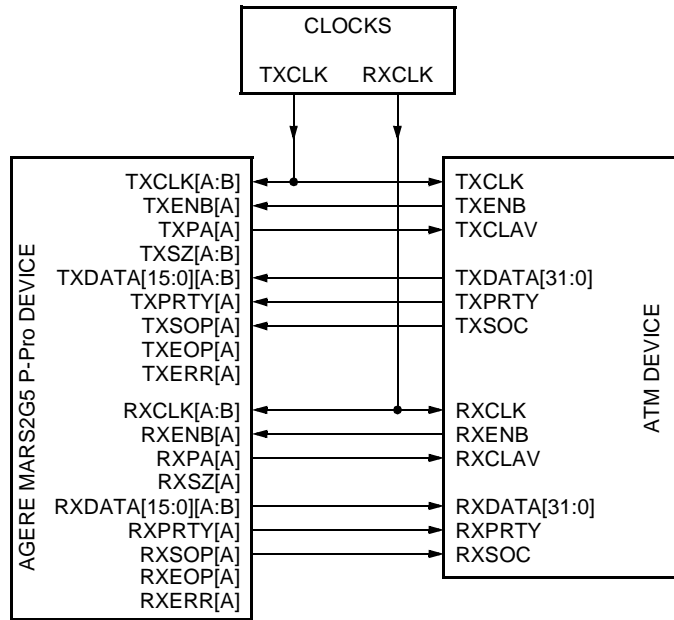 CLOCKS
TXCLK RXCLK
AGERE MARS2G5 P-Pro DEVICE
TXCLK[A:B]
TXENB[A]
TXPA[A]
TXSZ[A:B]
TXDATA[15:0][A:B]
TXPRTY[A]
TXSOP[A]
TXEOP[A]
TXERR[A]
RXCLK[A:B]
RXENB[A]
RXPA[A]
RXSZ[A]
RXDATA[15:0][A:B]
RXPRTY[A]
RXSOP[A]
RXEOP[A]
RXERR[A]
TXCLK
TXENB
TXCLAV
TXDATA[31:0]
TXPRTY
TXSOC
RXCLK
RXENB
RXCLAV
RXDATA[31:0]
RXPRTY
RXSOC
ATM DEVICE